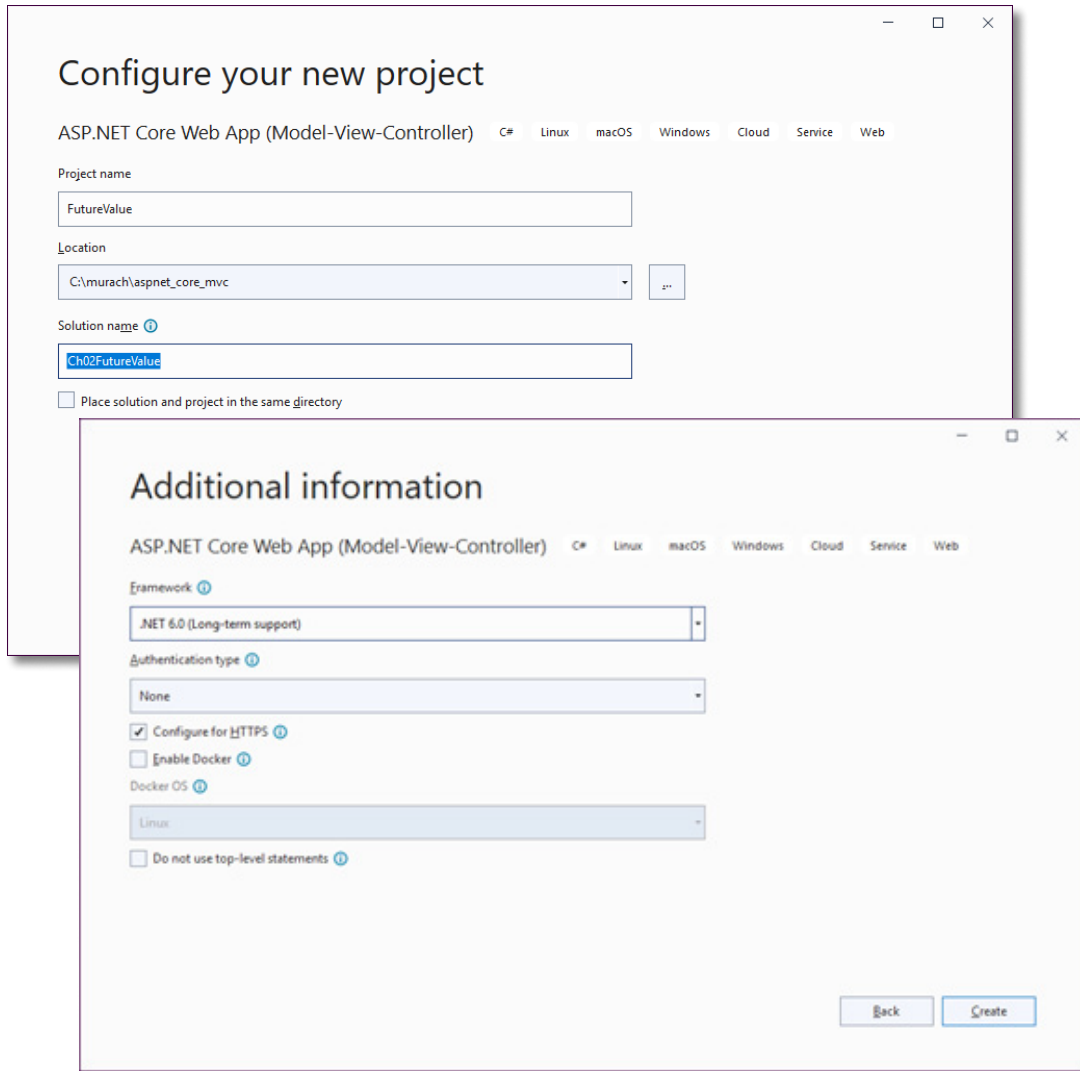 Configure your new project
ASP.NET Core Web App (Model-View-Controller) C# Linux macOS Windows Cloud Service Web
Project name
FutureValue
Location
C:\murach\aspnet_core_mvc
...
Solution name
Ch02FutureValue
Place solution and project in the same directory
Additional information
ASP.NET Core Web App (Model-View-Controller) C# Linux macOS Windows Cloud Service Web
Framework
.NET 6.0 (Long-term support)
Authentication type
None
Configure for HTTPS
Enable Docker
Docker OS
Linux
Do not use top-level statements
Back Create